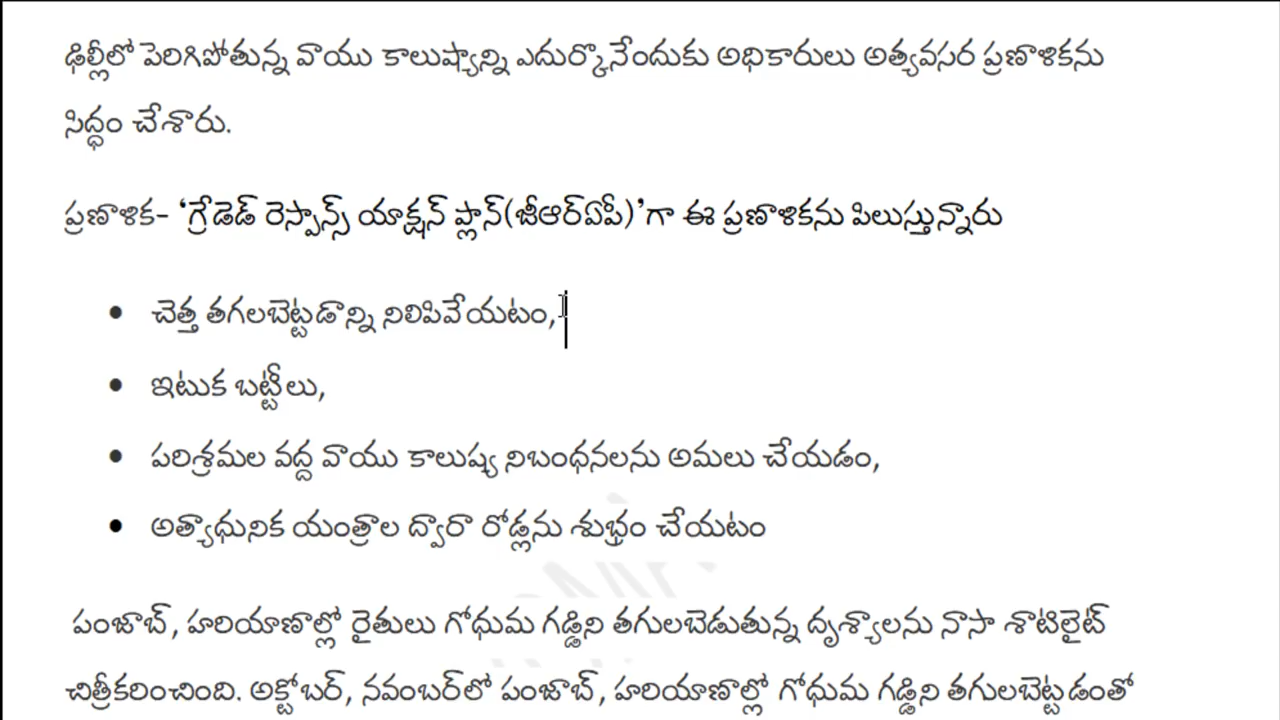 ఢిల్లీలో పెరిగిపోతున్న వాయు కాలుష్యాన్ని ఎదుర్కొనేందుకు అధికారులు అత్యవసర ప్రణాళికను
సిద్ధం చేశారు.
ప్రణాళిక- ‘గ్రేడెడ్ రెస్పాన్స్ యాక్షన్ ప్లాన్(జీఆర్ఏపీ)’గా ఈ ప్రణాళికను పిలుస్తున్నారు
• చెత్త తగలబెట్టడాన్ని నిలిపివేయటం,
• ఇటుక బట్టీలు,
• పరిశ్రమల వద్ద వాయు కాలుష్య నిబంధనలను అమలు చేయడం,
• అత్యాధునిక యంత్రాల ద్వారా రోడ్లను శుభ్రం చేయటం
పంజాబ్, హరియాణాల్లో రైతులు గోధుమ గడ్డిని తగులబెడుతున్న దృశ్యాలను నాసా శాటిలైట్
చిత్రీకరించింది. అక్టోబర్, నవంబర్‌లో పంజాబ్, హరియాణాల్లో గోధుమ గడ్డిని తగులబెట్టడంతో